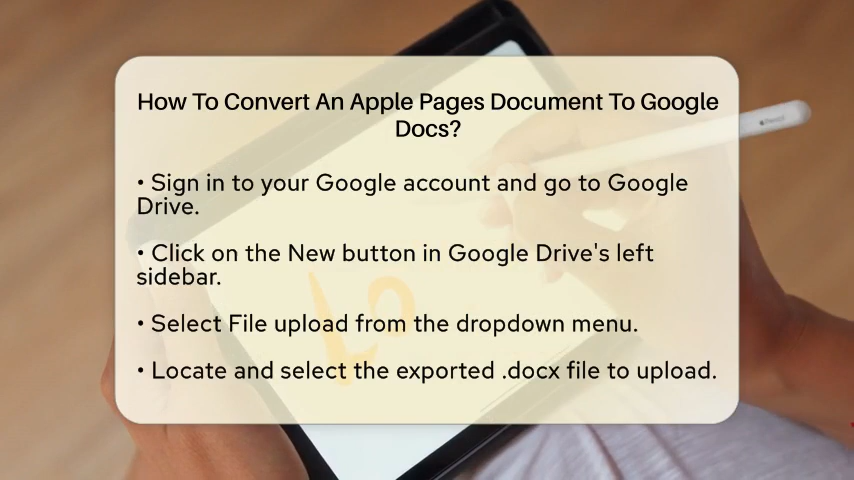 How To Convert An Apple Pages Document To Google
Docs?
• Sign in to your Google account and go to Google
Drive.
• Click on the New button in Google Drive's left
sidebar.
• Select File upload from the dropdown menu.
• Locate and select the exported .docx file to upload.